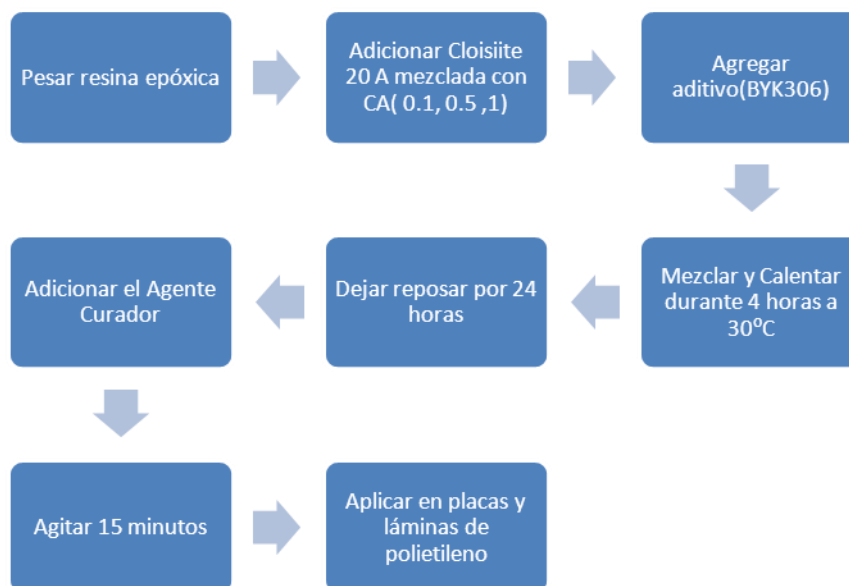 Pesar resina epóxica
Adicionar Cloisiite
20 A mezclada con
CA( 0.1, 0.5 ,1)
Agregar
aditivo(BYK306)
Mezclar y Calentar
durante 4 horas a
30ºC
Dejar reposar por 24
horas
Adicionar el Agente
Curador
Agitar 15 minutos
Aplicar en placas y
láminas de
polietileno